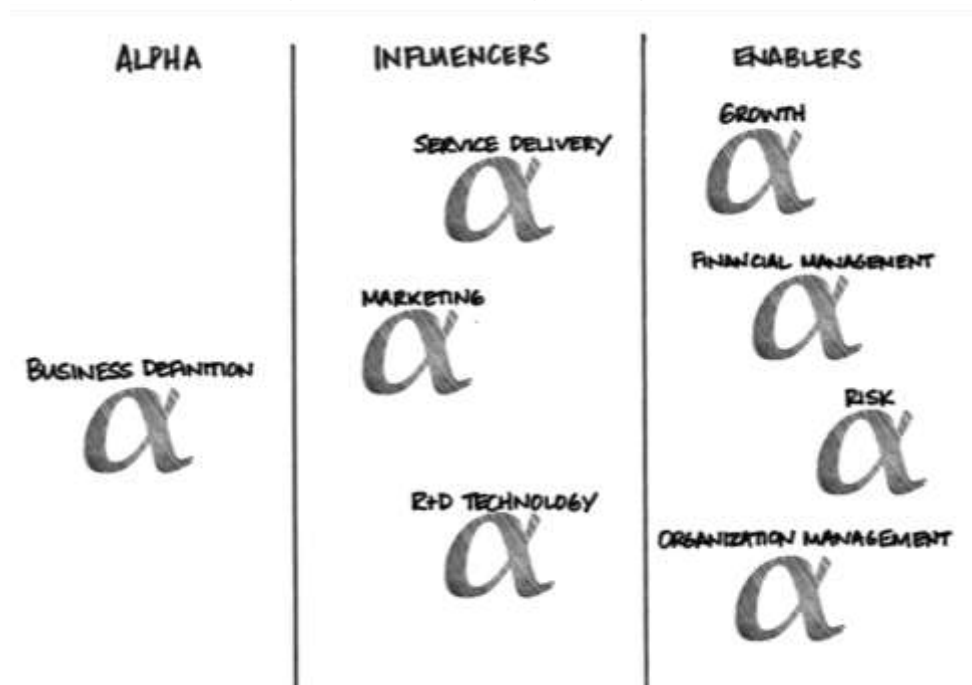 ALPHA
INFLUENCERS
ENABLERS
GROWTH
α
SERVICE DELIVERY
α
FINANCIAL MANAGEMENT
α
MARKETING
α
BUSINESS DEFINITION
α
RISK
α
R+D TECHNOLOGY
α
ORGANIZATION MANAGEMENT
α